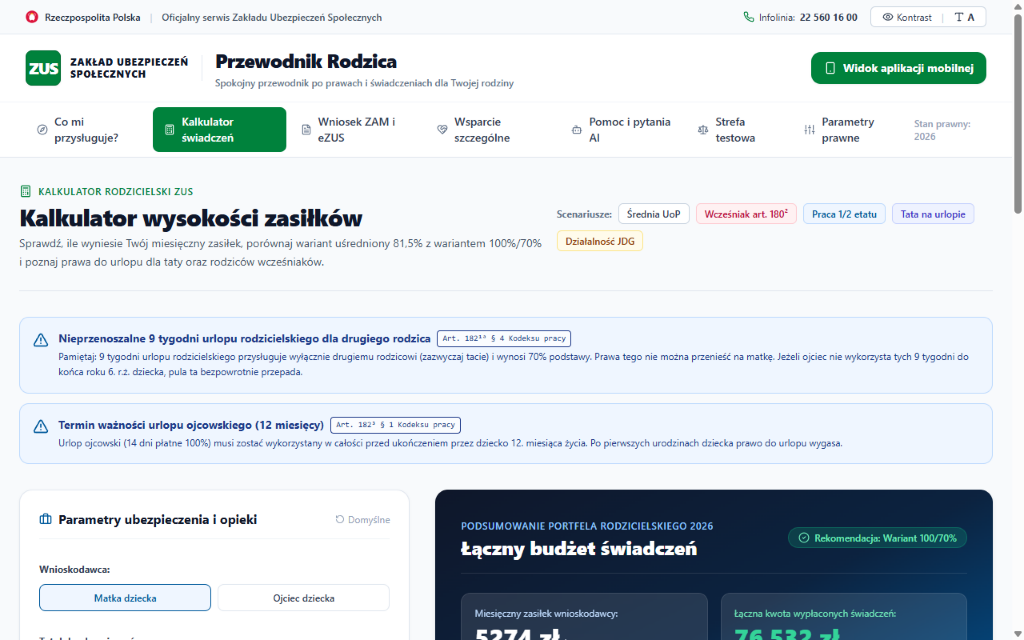 Rzeczpospolita Polska | Oficjalny serwis Zakładu Ubezpieczeń Społecznych
Infolinia: 22 560 16 00
Kontrast | T A
ZUS ZAKŁAD UBEZPIECZEŃ SPOŁECZNYCH
Przewodnik Rodzica
Spokojny przewodnik po prawach i świadczeniach dla Twojej rodziny
Widok aplikacji mobilnej
Co mi przysługuje?
Kalkulator świadczeń
Wniosek ZAM i eZUS
Wsparcie szczególne
Pomoc i pytania AI
Strefa testowa
Parametry prawne
Stan prawny: 2026
KALKULATOR RODZICIELSKI ZUS
Kalkulator wysokości zasiłków
Sprawdź, ile wyniesie Twój miesięczny zasiłek, porównaj wariant uśredniony 81,5% z wariantem 100%/70%
i poznaj prawa do urlopu dla taty oraz rodziców wcześniaków.
Scenariusze: Średnia UoP Wcześniak art. 180² Praca 1/2 etatu Tata na urlopie
Działalność JDG
Nieprzenoszalne 9 tygodni urlopu rodzicielskiego dla drugiego rodzica Art. 182¹ᵃ § 4 Kodeksu pracy
Pamiętaj: 9 tygodni urlopu rodzicielskiego przysługuje wyłącznie drugiemu rodzicowi (zazwyczaj tacie) i wynosi 70% podstawy. Prawa tego nie można przenieść na matkę. Jeżeli ojciec nie wykorzysta tych 9 tygodni do
końca roku 6. r.ż. dziecka, pula ta bezpowrotnie przepada.
Termin ważności urlopu ojcowskiego (12 miesięcy) Art. 182³ § 1 Kodeksu pracy
Urlop ojcowski (14 dni płatne 100%) musi zostać wykorzystany w całości przed ukończeniem przez dziecko 12. miesiąca życia. Po pierwszych urodzinach dziecka prawo do urlopu wygasa.
Parametry ubezpieczenia i opieki
Domyślne
Wnioskodawca:
Matka dziecka
Ojciec dziecka
PODSUMOWANIE PORTFELA RODZICIELSKIEGO 2026
Łączny budżet świadczeń
Rekomendacja: Wariant 100/70%
Miesięczny zasiłek wnioskodawcy:
5274 zł
Łączna kwota wypłaconych świadczeń:
76 532 zł